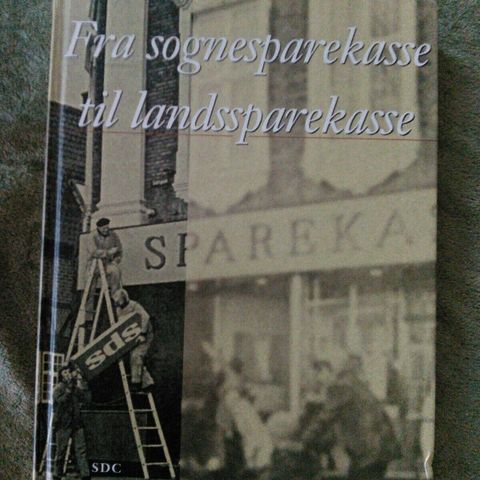 Fra sognesparekasse
til landssparekasse
SPAREKA
sds
SDC